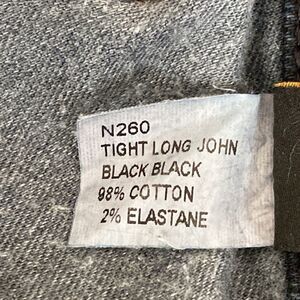 N260
TIGHT LONG JOHN
BLACK BLACK
98% COTTON
2% ELASTANE